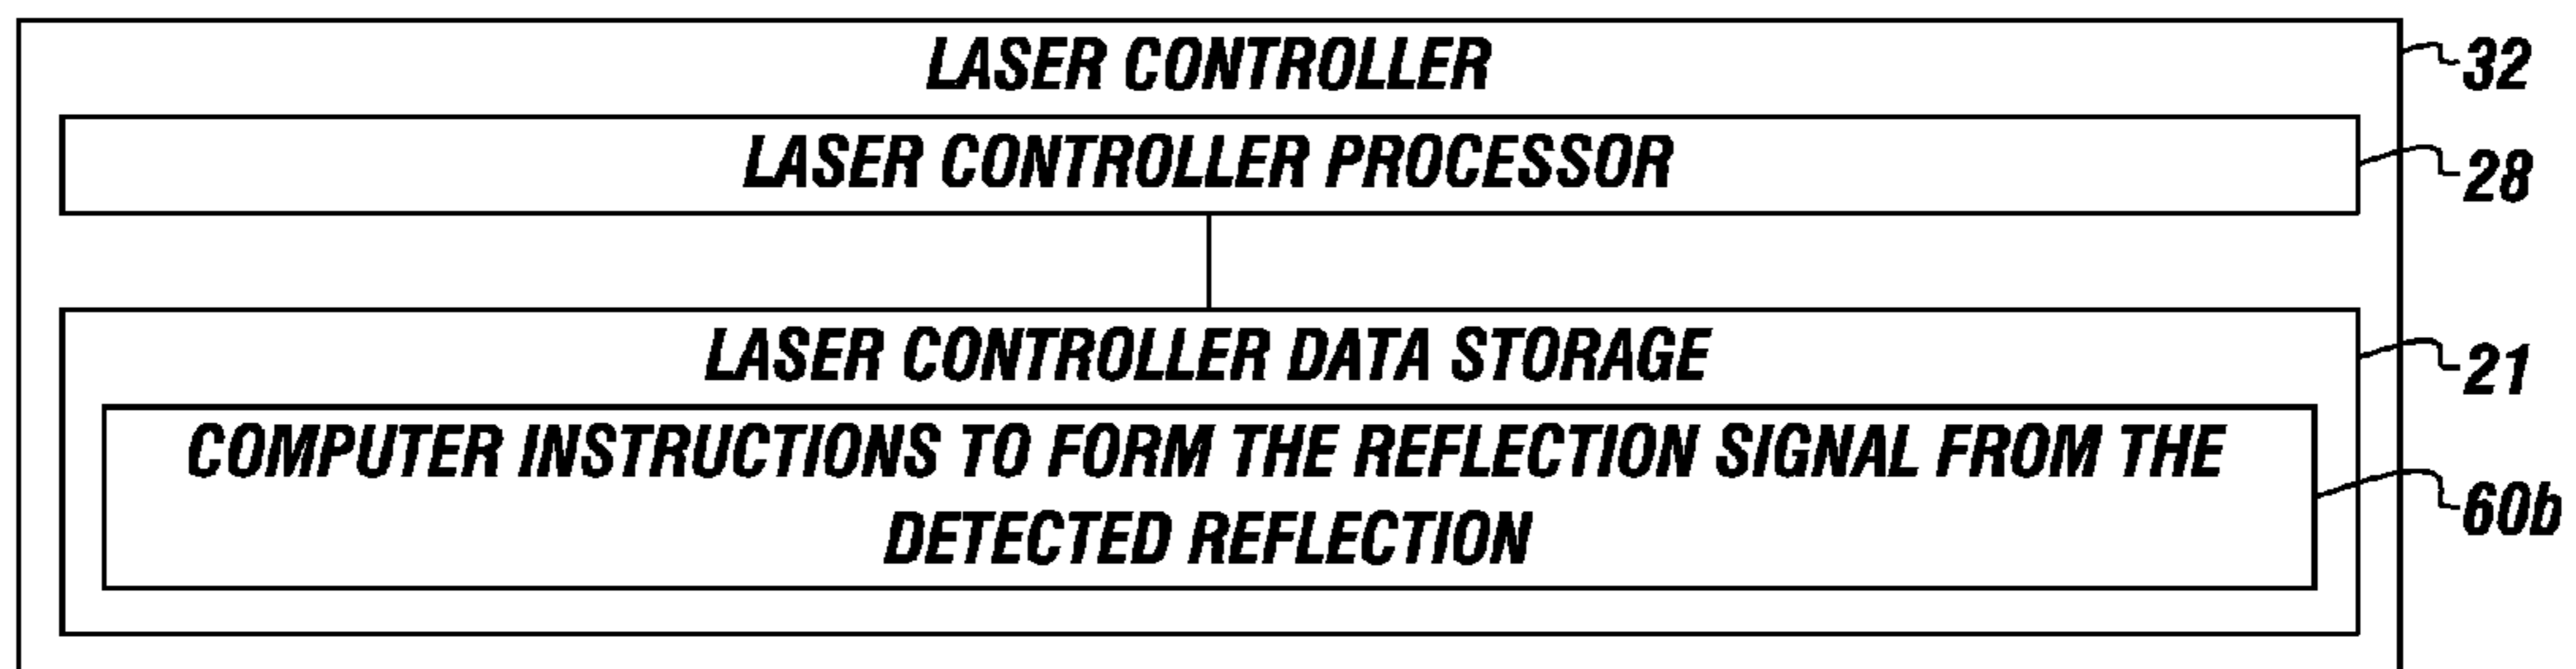 LASER CONTROLLER
32
LASER CONTROLLER PROCESSOR
28
LASER CONTROLLER DATA STORAGE
21
COMPUTER INSTRUCTIONS TO FORM THE REFLECTION SIGNAL FROM THE
DETECTED REFLECTION
60b